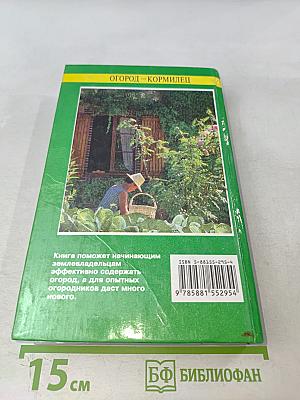 ОГОРОД - КОРМИЛЕЦ
Книга поможет начинающим
землевладельцам
эффективно содержать
огород, а для опытных
огородников даст много
нового.
ISBN 5-88155-295-4
9 785881 552954
15 см
БФ БИБЛИОФАН